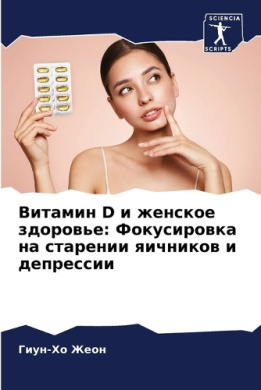 SCIENCIA
SCRIPTS
Витамин D и женское
здоровье: Фокусировка
на старении яичников и
депрессии
Гиун-Хо Жеон